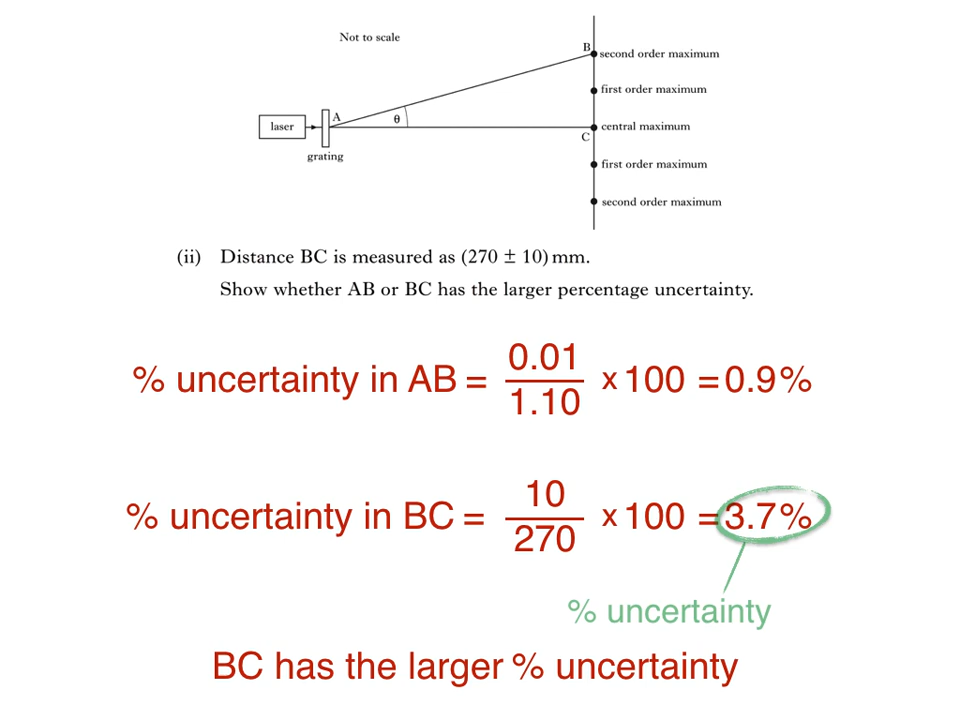 Not to scale
B
second order maximum
first order maximum
laser
A
θ
central maximum
C
grating
first order maximum
second order maximum
(ii) Distance BC is measured as (270 ± 10) mm.
Show whether AB or BC has the larger percentage uncertainty.
% uncertainty in AB = 0.01 / 1.10 x 100 = 0.9%
% uncertainty in BC = 10 / 270 x 100 = 3.7%
% uncertainty
BC has the larger % uncertainty